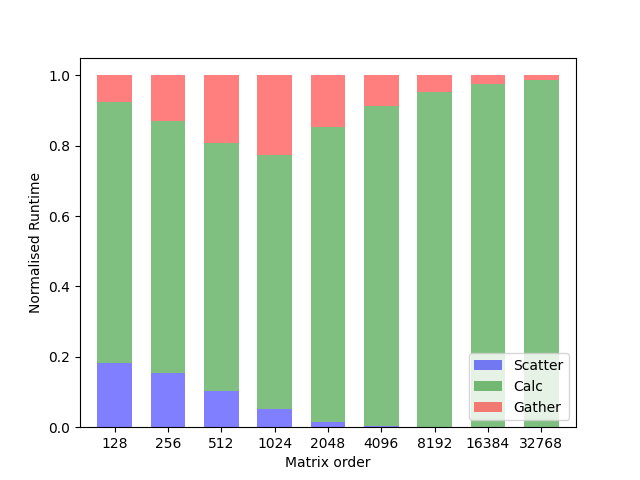 1.0
0.8
0.6
0.4
0.2
0.0
Normalised Runtime
Scatter
Calc
Gather
128 256 512 1024 2048 4096 8192 16384 32768
Matrix order